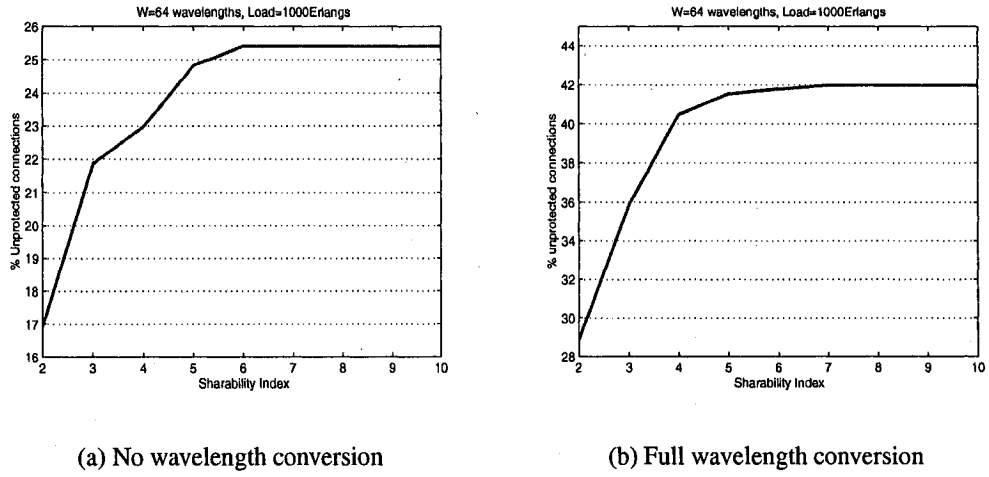 W=64 wavelengths, Load=1000Erlangs
26
25
24
23
22
21
20
19
18
17
16
% Unprotected connections
2 3 4 5 6 7 8 9 10
Sharability Index
(a) No wavelength conversion
W=64 wavelengths, Load=1000Erlangs
44
42
40
38
36
34
32
30
28
% unprotected connections
2 3 4 5 6 7 8 9 10
Sharability Index
(b) Full wavelength conversion